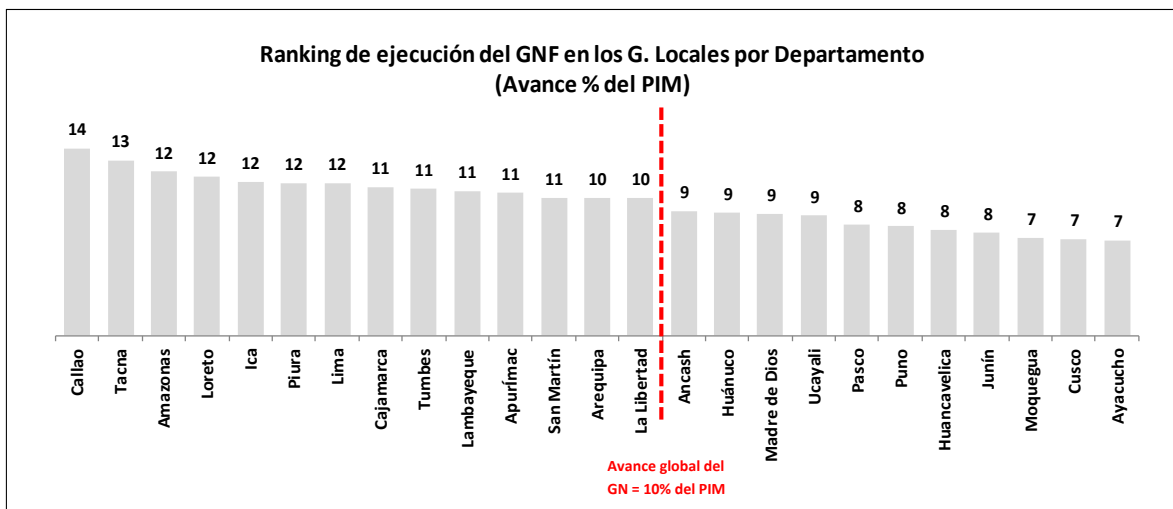 Ranking de ejecución del GNF en los G. Locales por Departamento
(Avance % del PIM)
14
13
12
12
12
12
12
11
11
11
11
11
10
10
9
9
9
9
8
8
8
8
7
7
7
Callao
Tacna
Amazonas
Loreto
Ica
Piura
Lima
Cajamarca
Tumbes
Lambayeque
Apurímac
San Martín
Arequipa
La Libertad
Ancash
Huánuco
Madre de Dios
Ucayali
Pasco
Puno
Huancavelica
Junín
Moquegua
Cusco
Ayacucho
Avance global del
GN = 10% del PIM